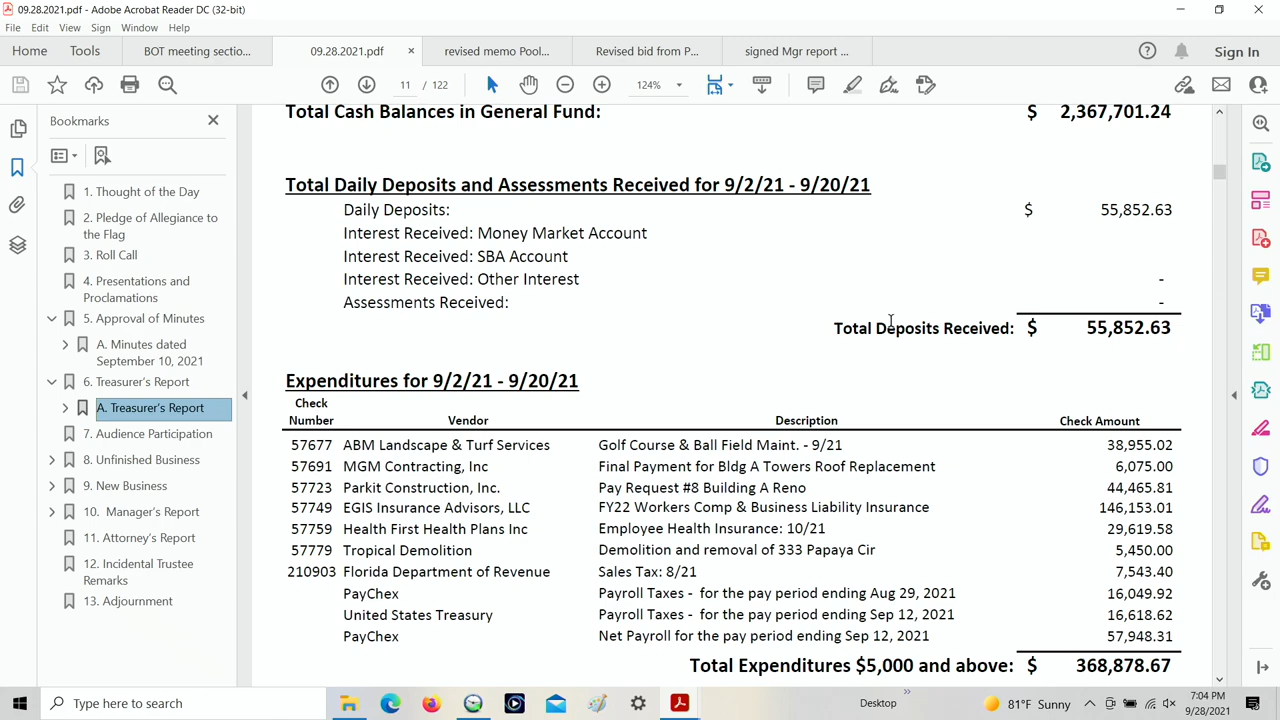 09.28.2021.pdf - Adobe Acrobat Reader DC (32-bit)
File Edit View Sign Window Help
Home Tools BOT meeting sectio... 09.28.2021.pdf × revised memo Pool... Revised bid from P... signed Mgr report ... Sign In
11 / 122 124%
Bookmarks
1. Thought of the Day
2. Pledge of Allegiance to
the Flag
3. Roll Call
4. Presentations and
Proclamations
5. Approval of Minutes
A. Minutes dated
September 10, 2021
6. Treasurer's Report
A. Treasurer's Report
7. Audience Participation
8. Unfinished Business
9. New Business
10. Manager's Report
11. Attorney's Report
12. Incidental Trustee
Remarks
13. Adjournment
Total Cash Balances in General Fund: $ 2,367,701.24
Total Daily Deposits and Assessments Received for 9/2/21 - 9/20/21
Daily Deposits: $ 55,852.63
Interest Received: Money Market Account
Interest Received: SBA Account
Interest Received: Other Interest -
Assessments Received: -
Total Deposits Received: $ 55,852.63
Expenditures for 9/2/21 - 9/20/21
Check
Number Vendor Description Check Amount
57677 ABM Landscape & Turf Services Golf Course & Ball Field Maint. - 9/21 38,955.02
57691 MGM Contracting, Inc Final Payment for Bldg A Towers Roof Replacement 6,075.00
57723 Parkit Construction, Inc. Pay Request #8 Building A Reno 44,465.81
57749 EGIS Insurance Advisors, LLC FY22 Workers Comp & Business Liability Insurance 146,153.01
57759 Health First Health Plans Inc Employee Health Insurance: 10/21 29,619.58
57779 Tropical Demolition Demolition and removal of 333 Papaya Cir 5,450.00
210903 Florida Department of Revenue Sales Tax: 8/21 7,543.40
PayChex Payroll Taxes - for the pay period ending Aug 29, 2021 16,049.92
United States Treasury Payroll Taxes - for the pay period ending Sep 12, 2021 16,618.62
PayChex Net Payroll for the pay period ending Sep 12, 2021 57,948.31
Total Expenditures $5,000 and above: $ 368,878.67
Type here to search Desktop 81°F Sunny 7:04 PM
9/28/2021